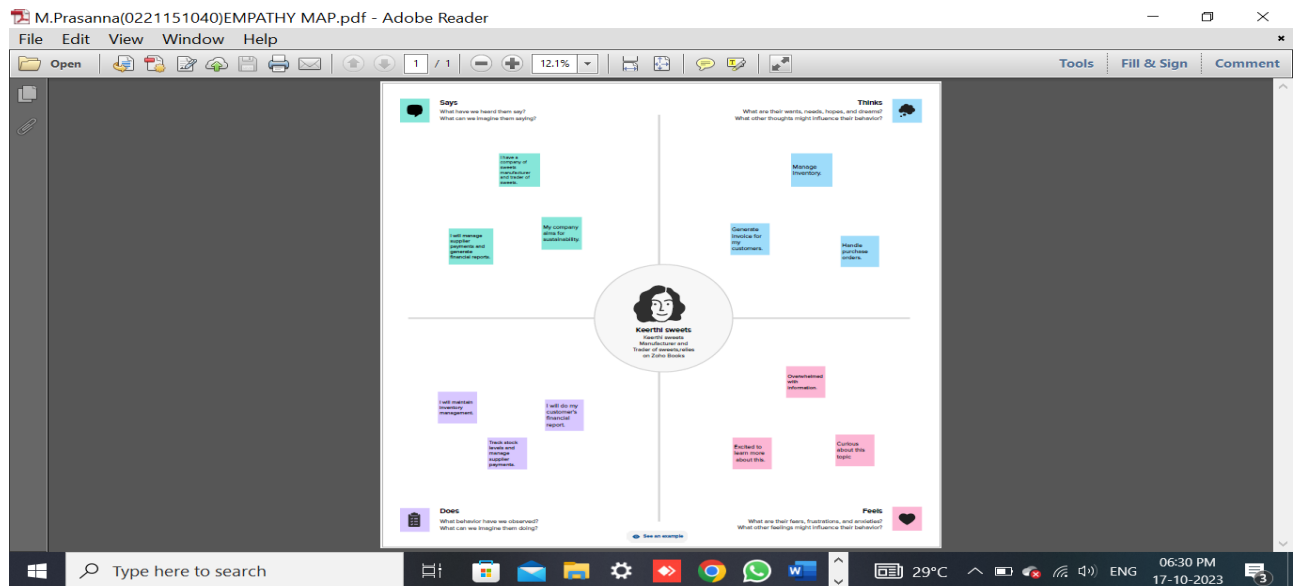 M.Prasanna(0221151040)EMPATHY MAP.pdf - Adobe Reader
File Edit View Window Help
Open 1 / 1 12.1% Tools Fill & Sign Comment
Says
What have we heard them say?
What can we imagine them saying?
Thinks
What are their wants, needs, hopes, and dreams?
What other thoughts might influence their behavior?
I have a
company of
sweets
manufacturer
and trader of
sweets.
I will manage
supplier
payments and
generate
financial reports.
My company
aims for
sustainability.
Manage
Inventory.
Generate
invoice for
my
customers.
Handle
purchase
orders.
Keerthi sweets
Keerthi sweets
Manufacturer and
Trader of sweets,relies
on Zoho Books
I will maintain
inventory
management.
I will do my
customer's
financial
report.
Track stock
levels and
manage
supplier
payments.
Overwhelmed
with
information.
Excited to
learn more
about this.
Curious
about this
topic
Does
What behavior have we observed?
What can we imagine them doing?
Feels
What are their fears, frustrations, and anxieties?
What other feelings might influence their behavior?
See an example
Type here to search
29°C
ENG
06:30 PM
17-10-2023
3